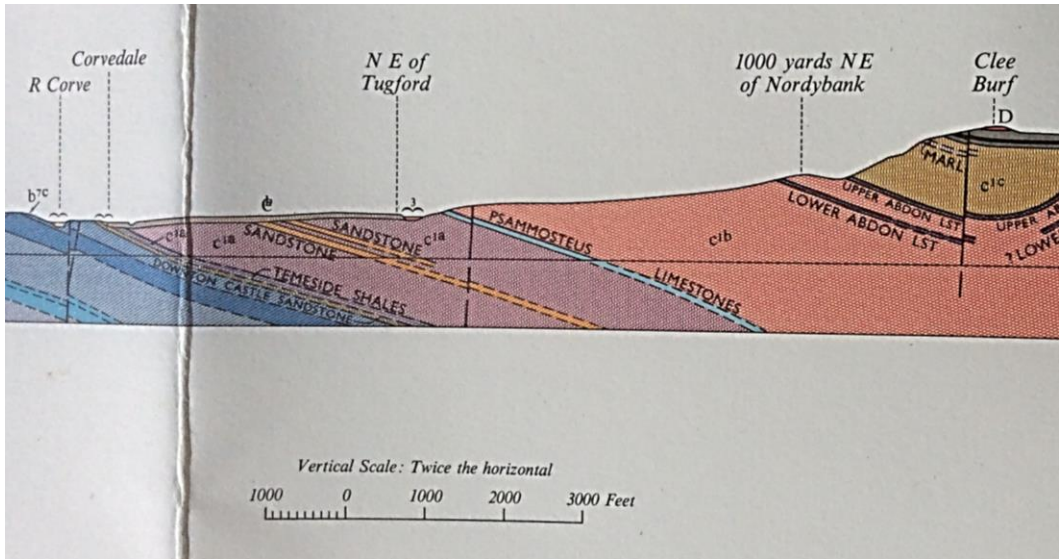 Corvedale
R Corve
N E of
Tugford
1000 yards NE
of Nordybank
Clee
Burf
D
b⁷ᶜ
MARL
c¹ᶜ
UPPER ABDON LST
LOWER ABDON LST
UPPER
? LOWE
c¹ᵃ
c¹ᵃ
SANDSTONE
SANDSTONE
c¹ᵃ
PSAMMOSTEUS
LIMESTONES
c¹ᵇ
TEMESIDE SHALES
DOWNTON CASTLE SANDSTONE
Vertical Scale: Twice the horizontal
1000 0 1000 2000 3000 Feet